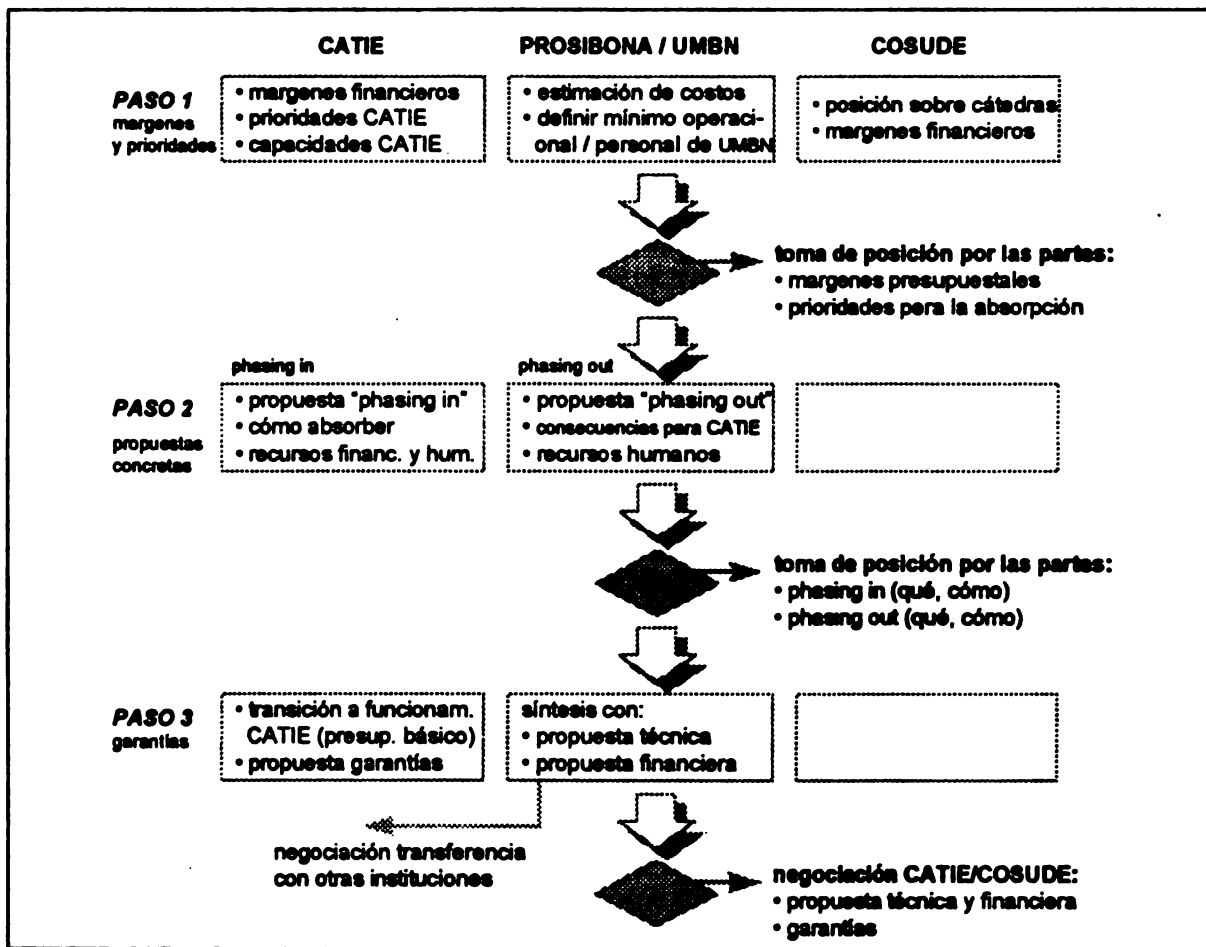 CATIE
PROSIBONA / UMBN
COSUDE
PASO 1
margenes
y prioridades
• margenes financieros
• prioridades CATIE
• capacidades CATIE
• estimación de costos
• definir mínimo operaci-
onal / personal de UMBN
• posición sobre cátedras
• margenes financieros
toma de posición por las partes:
• margenes presupuestales
• prioridades pera la absorpción
phasing in
phasing out
PASO 2
propuestas
concretas
• propuesta "phasing in"
• cómo absorber
• recursos financ. y hum.
• propuesta "phasing out"
• consecuencias para CATIE
• recursos humanos
toma de posición por las partes:
• phasing in (qué, cómo)
• phasing out (qué, cómo)
PASO 3
garantías
• transición a funcionam.
CATIE (presup. básico)
• propuesta garantías
síntesis con:
• propuesta técnica
• propuesta financiera
negociación transferencia
con otras instituciones
negociación CATIE/COSUDE:
• propuesta técnica y financiera
• garantías